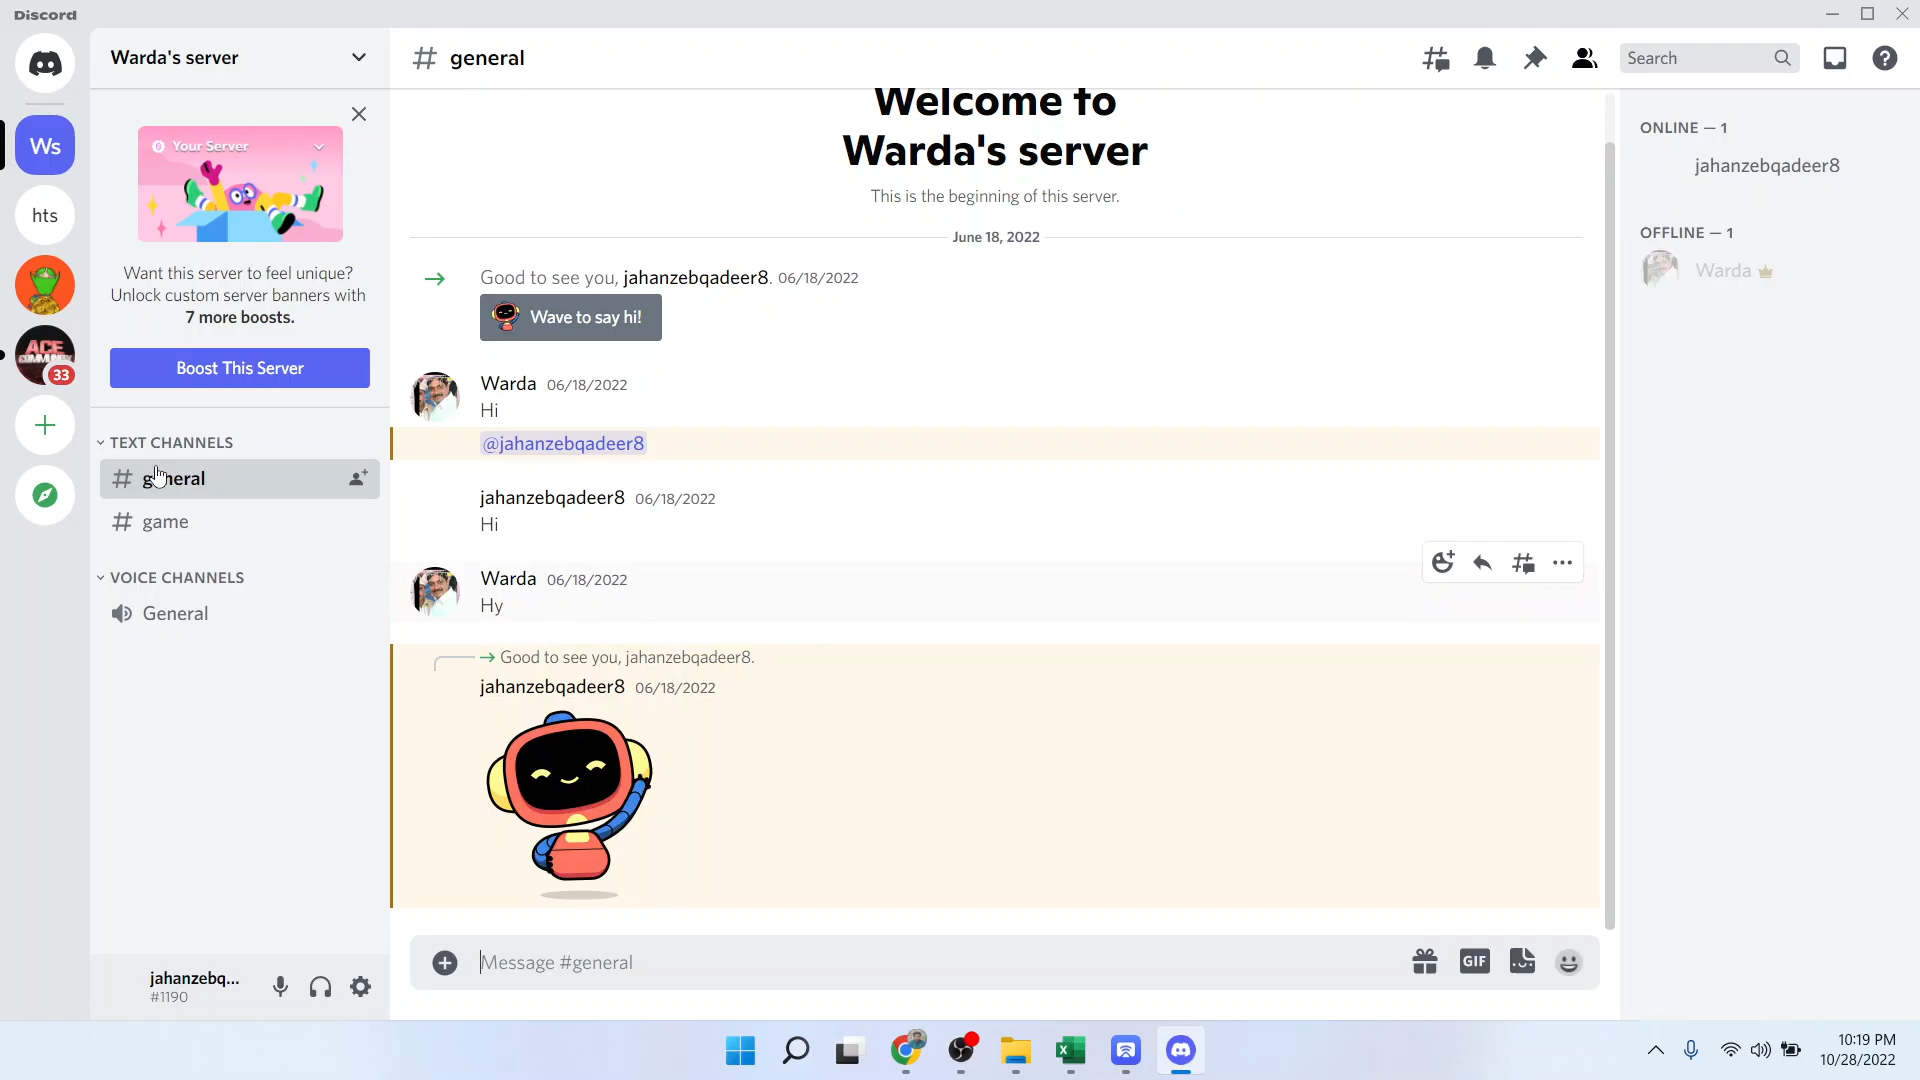 Discord
Warda's server
# general
Search
Ws
hts
ACE
COMMUNITY
33
Your Server
Want this server to feel unique?
Unlock custom server banners with
7 more boosts.
Boost This Server
TEXT CHANNELS
# general
# game
VOICE CHANNELS
General
jahanzebq...
#1190
Welcome to
Warda's server
This is the beginning of this server.
June 18, 2022
Good to see you, jahanzebqadeer8. 06/18/2022
Wave to say hi!
Warda 06/18/2022
Hi
@jahanzebqadeer8
jahanzebqadeer8 06/18/2022
Hi
Warda 06/18/2022
Hy
Good to see you, jahanzebqadeer8.
jahanzebqadeer8 06/18/2022
Message #general
GIF
ONLINE — 1
jahanzebqadeer8
OFFLINE — 1
Warda
10:19 PM
10/28/2022